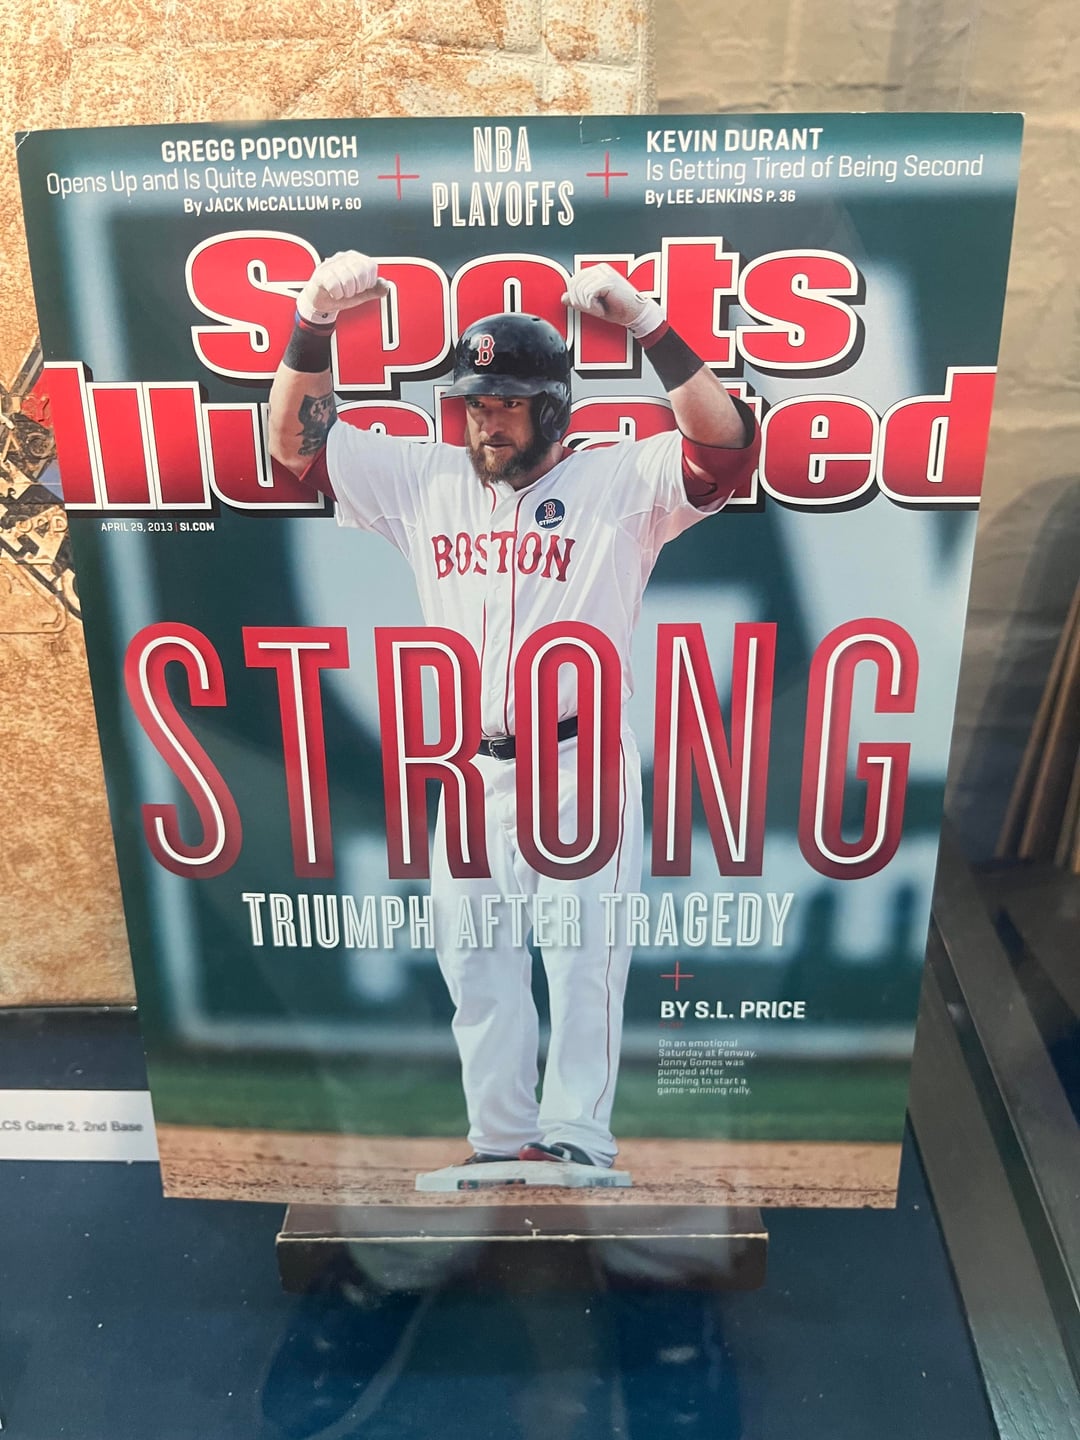 GREGG POPOVICH
Opens Up and Is Quite Awesome
By JACK McCALLUM P. 60
NBA
PLAYOFFS
KEVIN DURANT
Is Getting Tired of Being Second
By LEE JENKINS P. 36
Sports
Illustrated
APRIL 29, 2013 | SI.COM
B
B
STRONG
BOSTON
STRONG
TRIUMPH AFTER TRAGEDY
BY S.L. PRICE
On an emotional
Saturday at Fenway,
Jonny Gomes was
pumped after
doubling to start a
game-winning rally.
LCS Game 2, 2nd Base